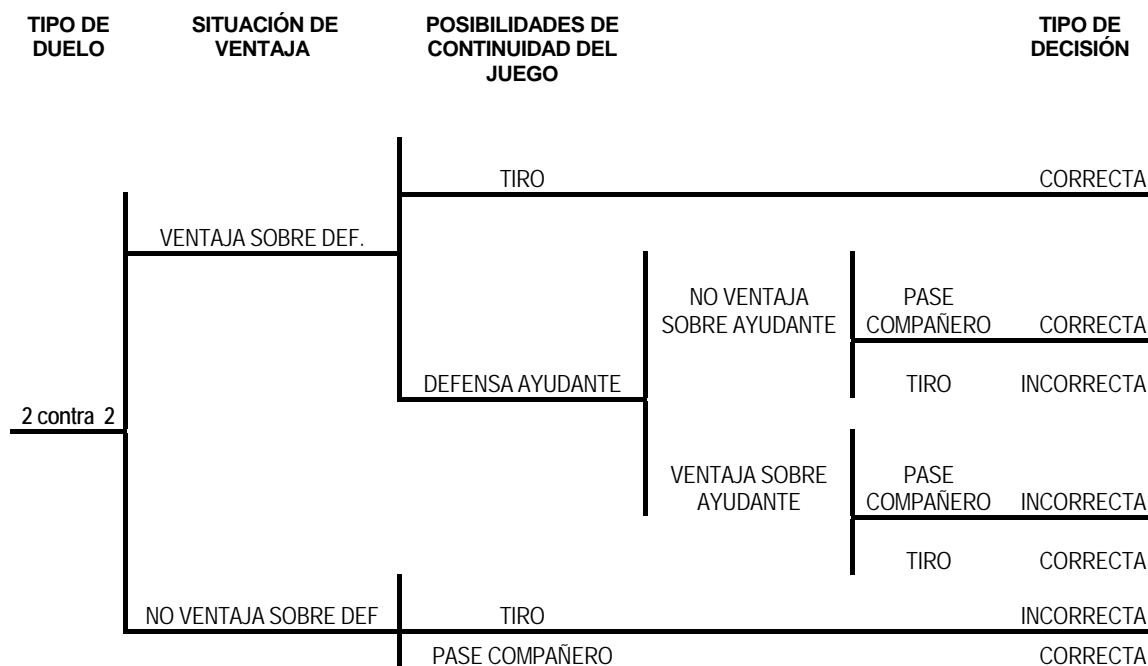 TIPO DE
DUELO
SITUACIÓN DE
VENTAJA
POSIBILIDADES DE
CONTINUIDAD DEL
JUEGO
TIPO DE
DECISIÓN
TIRO
CORRECTA
VENTAJA SOBRE DEF.
NO VENTAJA
SOBRE AYUDANTE
PASE
COMPAÑERO
CORRECTA
DEFENSA AYUDANTE
TIRO
INCORRECTA
2 contra 2
VENTAJA SOBRE
AYUDANTE
PASE
COMPAÑERO
INCORRECTA
TIRO
CORRECTA
NO VENTAJA SOBRE DEF
TIRO
INCORRECTA
PASE COMPAÑERO
CORRECTA